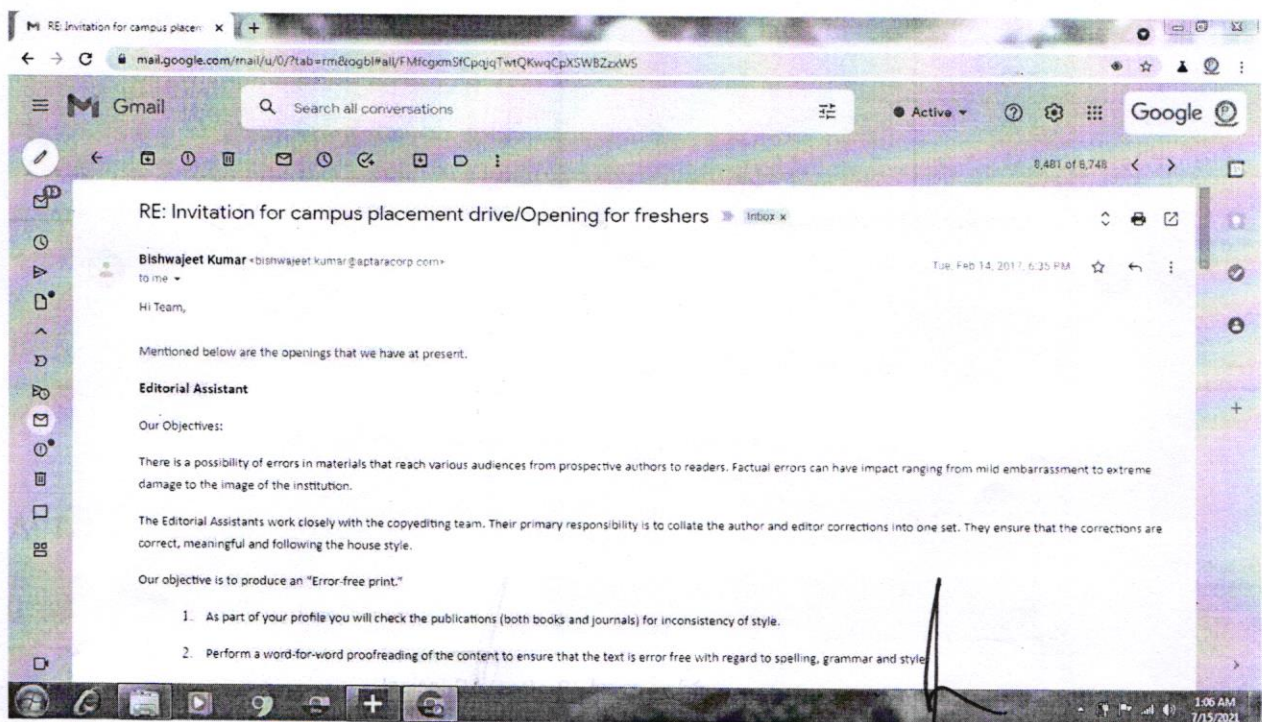 RE: Invitation for campus placem
mail.google.com/mail/u/0/?tab=rm&ogbl#all/FMfcgxmSfCpqjqTwtQKwqCpXSWBZzxWS
Gmail
Search all conversations
Active
Google
8,481 of 8,748
RE: Invitation for campus placement drive/Opening for freshers
Inbox x
Bishwajeet Kumar <bishwajeet.kumar@aptaracorp.com>
Tue, Feb 14, 2017, 6:35 PM
to me
Hi Team,
Mentioned below are the openings that we have at present.
Editorial Assistant
Our Objectives:
There is a possibility of errors in materials that reach various audiences from prospective authors to readers. Factual errors can have impact ranging from mild embarrassment to extreme
damage to the image of the institution.
The Editorial Assistants work closely with the copyediting team. Their primary responsibility is to collate the author and editor corrections into one set. They ensure that the corrections are
correct, meaningful and following the house style.
Our objective is to produce an "Error-free print."
1. As part of your profile you will check the publications (both books and journals) for inconsistency of style.
2. Perform a word-for-word proofreading of the content to ensure that the text is error free with regard to spelling, grammar and style
1:06 AM
7/15/2021